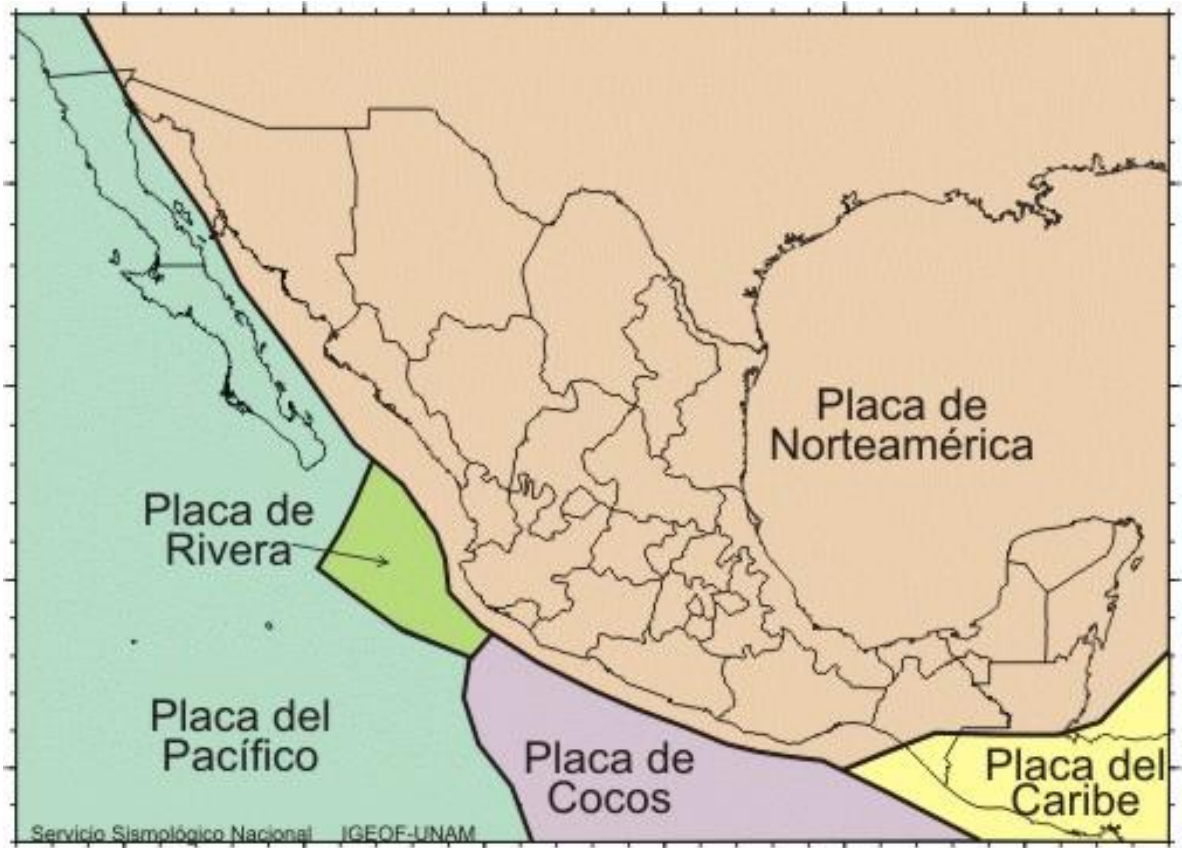 Placa de
Norteamérica
Placa de
Rivera
Placa del
Pacífico
Placa de
Cocos
Placa del
Caribe
Servicio Sismológico Nacional IGEOF-UNAM